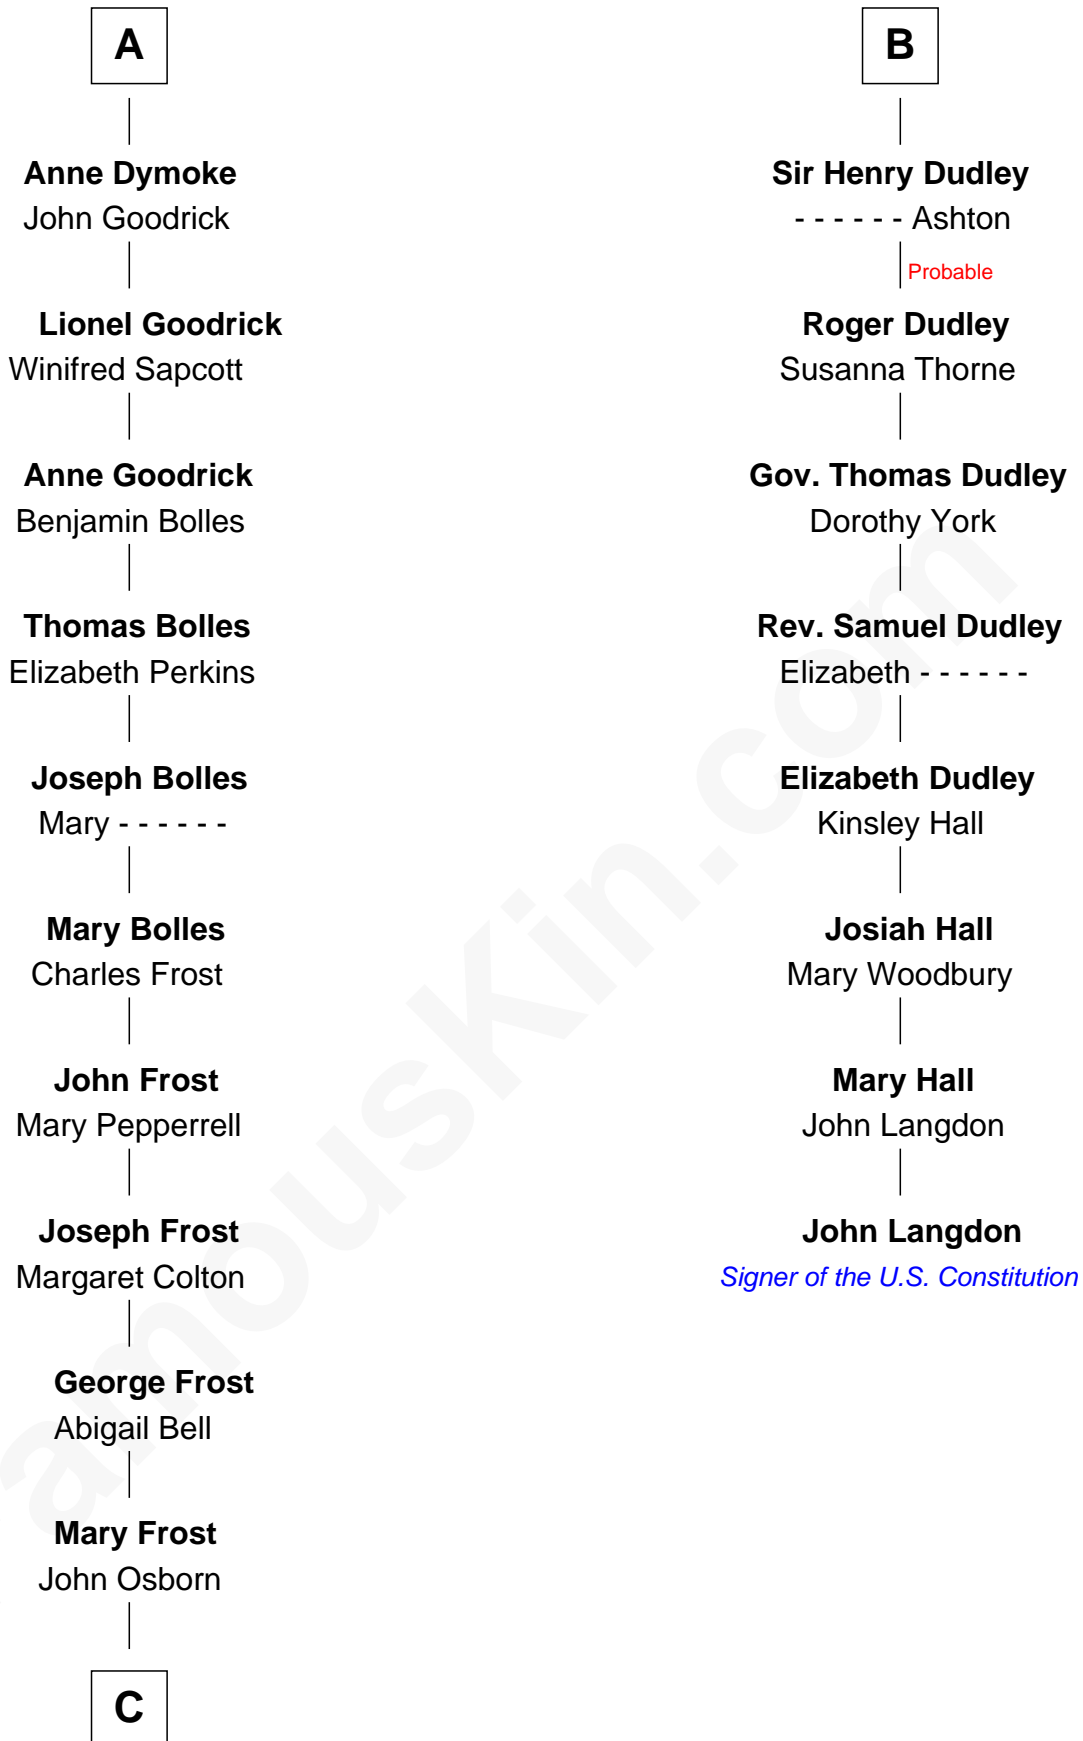 A
Anne Dymoke
John Goodrick
Lionel Goodrick
Winifred Sapcott
Anne Goodrick
Benjamin Bolles
Thomas Bolles
Elizabeth Perkins
Joseph Bolles
Mary - - - - - -
Mary Bolles
Charles Frost
John Frost
Mary Pepperrell
Joseph Frost
Margaret Colton
George Frost
Abigail Bell
Mary Frost
John Osborn
C
B
Sir Henry Dudley
- - - - - - Ashton
Probable
Roger Dudley
Susanna Thorne
Gov. Thomas Dudley
Dorothy York
Rev. Samuel Dudley
Elizabeth - - - - - -
Elizabeth Dudley
Kinsley Hall
Josiah Hall
Mary Woodbury
Mary Hall
John Langdon
John Langdon
Signer of the U.S. Constitution
amousKin.com